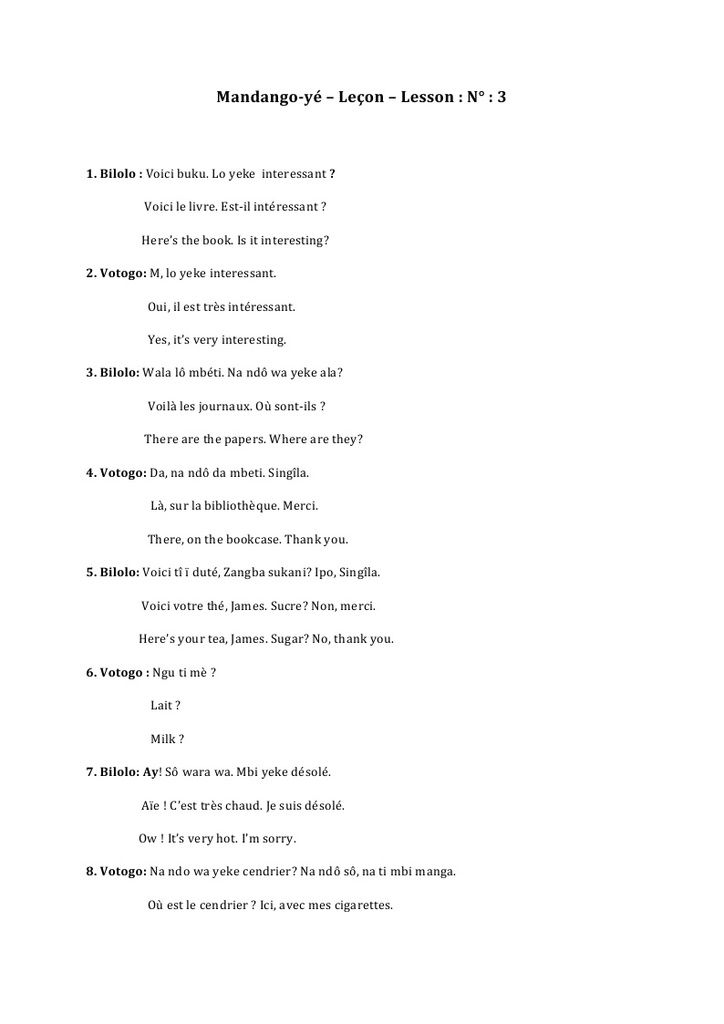 Mandango-yé – Leçon – Lesson : N° : 3
1. Bilolo : Voici buku. Lo yeke interessant ?
Voici le livre. Est-il intéressant ?
Here's the book. Is it interesting?
2. Votogo: M, lo yeke interessant.
Oui, il est très intéressant.
Yes, it's very interesting.
3. Bilolo: Wala lô mbéti. Na ndô wa yeke ala?
Voilà les journaux. Où sont-ils ?
There are the papers. Where are they?
4. Votogo: Da, na ndô da mbeti. Singîla.
Là, sur la bibliothèque. Merci.
There, on the bookcase. Thank you.
5. Bilolo: Voici tî ï duté, Zangba sukani? Ipo, Singîla.
Voici votre thé, James. Sucre? Non, merci.
Here's your tea, James. Sugar? No, thank you.
6. Votogo : Ngu ti mè ?
Lait ?
Milk ?
7. Bilolo: Ay! Sô wara wa. Mbi yeke désolé.
Aïe ! C'est très chaud. Je suis désolé.
Ow ! It's very hot. I'm sorry.
8. Votogo: Na ndo wa yeke cendrier? Na ndô sô, na ti mbi manga.
Où est le cendrier ? Ici, avec mes cigarettes.